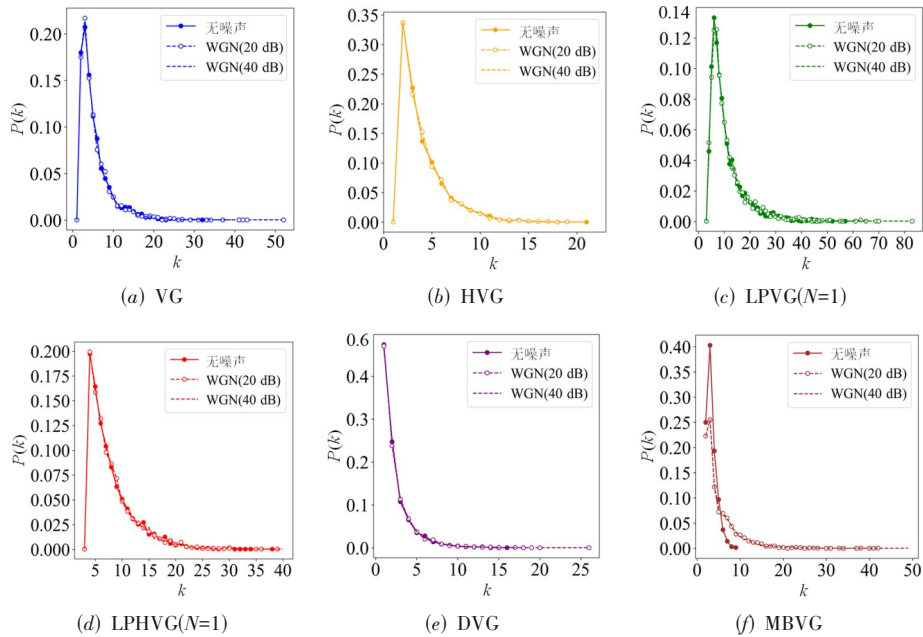 0.20
0.15
0.10
0.05
0.00
P(k)
无噪声
WGN(20 dB)
WGN(40 dB)
0 10 20 30 40 50
k
(a) VG
0.35
0.30
0.25
0.20
0.15
0.10
0.05
0.00
P(k)
无噪声
WGN(20 dB)
WGN(40 dB)
0 5 10 15 20
k
(b) HVG
0.14
0.12
0.10
0.08
0.06
0.04
0.02
0.00
P(k)
无噪声
WGN(20 dB)
WGN(40 dB)
0 10 20 30 40 50 60 70 80
k
(c) LPVG(N=1)
0.200
0.175
0.150
0.125
0.100
0.075
0.050
0.025
0.000
P(k)
无噪声
WGN(20 dB)
WGN(40 dB)
5 10 15 20 25 30 35 40
k
(d) LPHVG(N=1)
0.6
0.4
0.3
0.2
0.1
0.0
P(k)
无噪声
WGN(20 dB)
WGN(40 dB)
0 5 10 15 20 25
k
(e) DVG
0.40
0.35
0.30
0.25
0.20
0.15
0.10
0.05
0.00
P(k)
无噪声
WGN(20 dB)
WGN(40 dB)
0 10 20 30 40 50
k
(f) MBVG